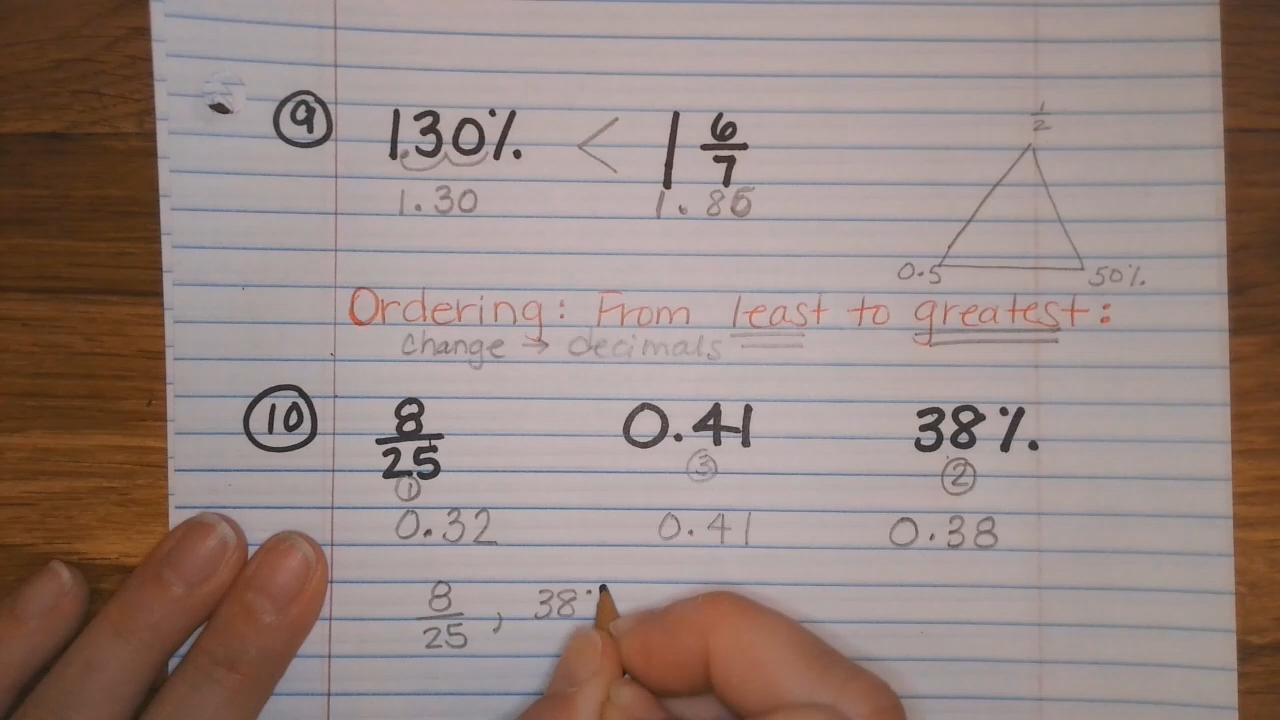 1/2
⑨ 130% < 1 6/7
1.30 1.86
0.5 50%
Ordering: From least to greatest:
change → decimals
⑩ 8/25 0.41 38%
① ③ ②
0.32 0.41 0.38
8/25 , 38